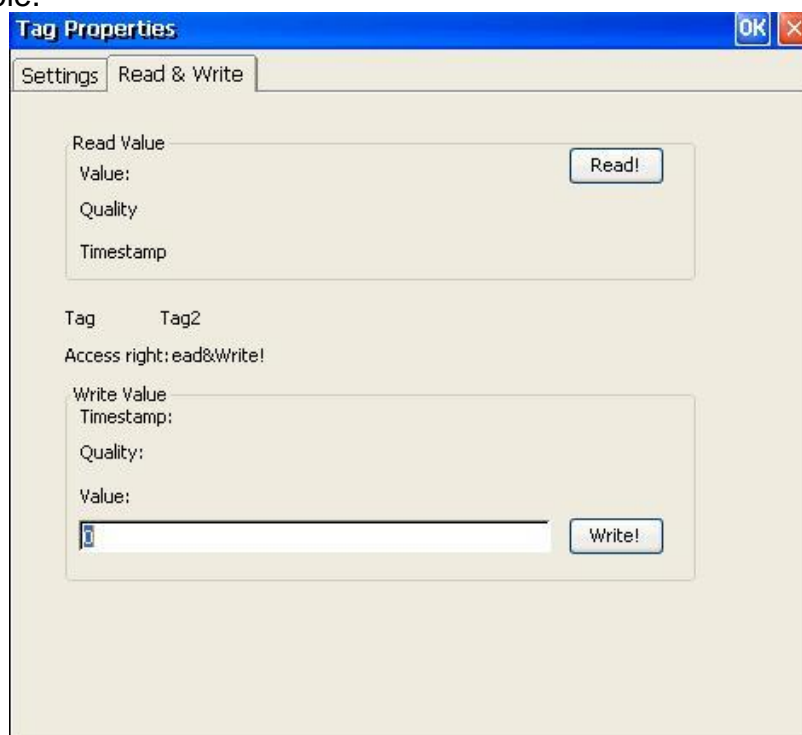 Tag Properties OK
Settings Read & Write
Read Value
Value: Read!
Quality
Timestamp
Tag Tag2
Access right:ead&Write!
Write Value
Timestamp:
Quality:
Value:
0 Write!